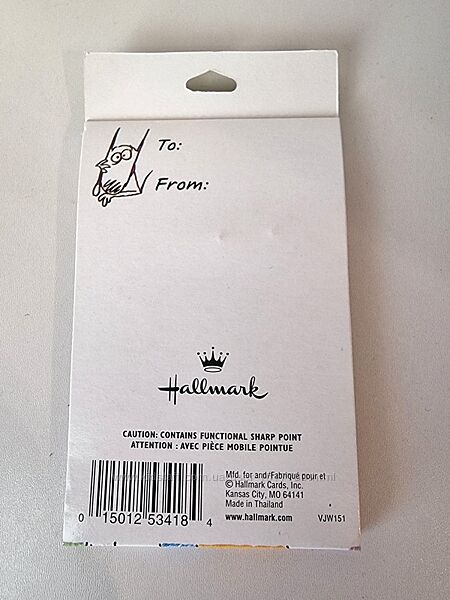 To:
From:
Hallmark
CAUTION: CONTAINS FUNCTIONAL SHARP POINT
ATTENTION : AVEC PIÈCE MOBILE POINTUE
Mfd. for and/Fabriqué pour et
© Hallmark Cards, Inc.
Kansas City, MO 64141
Made in Thailand
www.hallmark.com VJW151
0 15012 53418 4